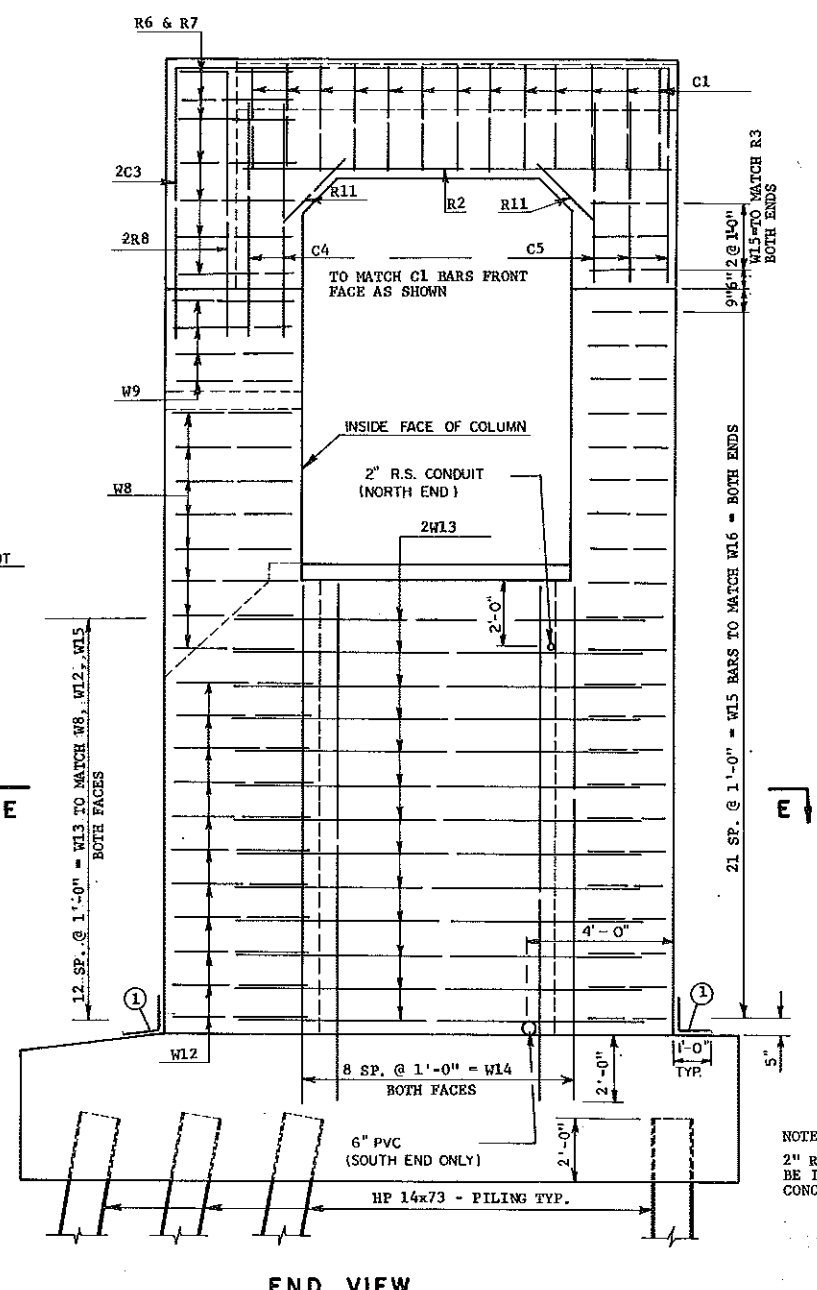 R6 & R7
C1
2C3
R11
R2
R11
2R8
C4
C5
TO MATCH C1 BARS FRONT
FACE AS SHOWN
W15=TO MATCH R3
BOTH ENDS
2 @ 1'-0"
6"
9"
W9
INSIDE FACE OF COLUMN
2" R.S. CONDUIT
(NORTH END)
W8
2W13
OT
2'-0"
12 SP. @ 1'-0" = W13 TO MATCH W8, W12, W15
BOTH FACES
21 SP. @ 1'-0" = W15 BARS TO MATCH W16 = BOTH ENDS
E
E
4'-0"
1
1
W12
8 SP. @ 1'-0" = W14
BOTH FACES
2'-0"
1'-0"
TYP.
5"
6" PVC
(SOUTH END ONLY)
2'-0"
NOTE
2" R
BE I
CONC
HP 14x73 - PILING TYP.
END VIEW